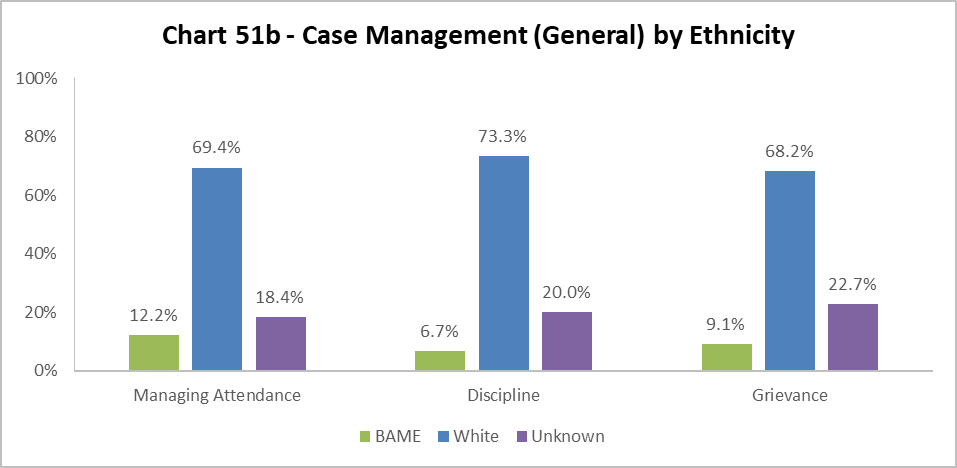 Chart 51b - Case Management (General) by Ethnicity
100%
80%
60%
40%
20%
0%
12.2%
69.4%
18.4%
6.7%
73.3%
20.0%
9.1%
68.2%
22.7%
Managing Attendance
Discipline
Grievance
BAME
White
Unknown